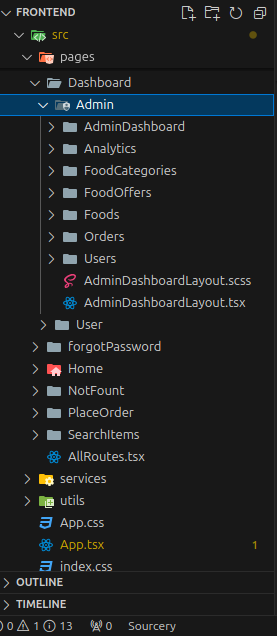 FRONTEND
src
pages
Dashboard
Admin
AdminDashboard
Analytics
FoodCategories
FoodOffers
Foods
Orders
Users
AdminDashboardLayout.scss
AdminDashboardLayout.tsx
User
forgotPassword
Home
NotFount
PlaceOrder
SearchItems
AllRoutes.tsx
services
utils
App.css
App.tsx 1
index.css
OUTLINE
TIMELINE
0 1 13 0 Sourcery